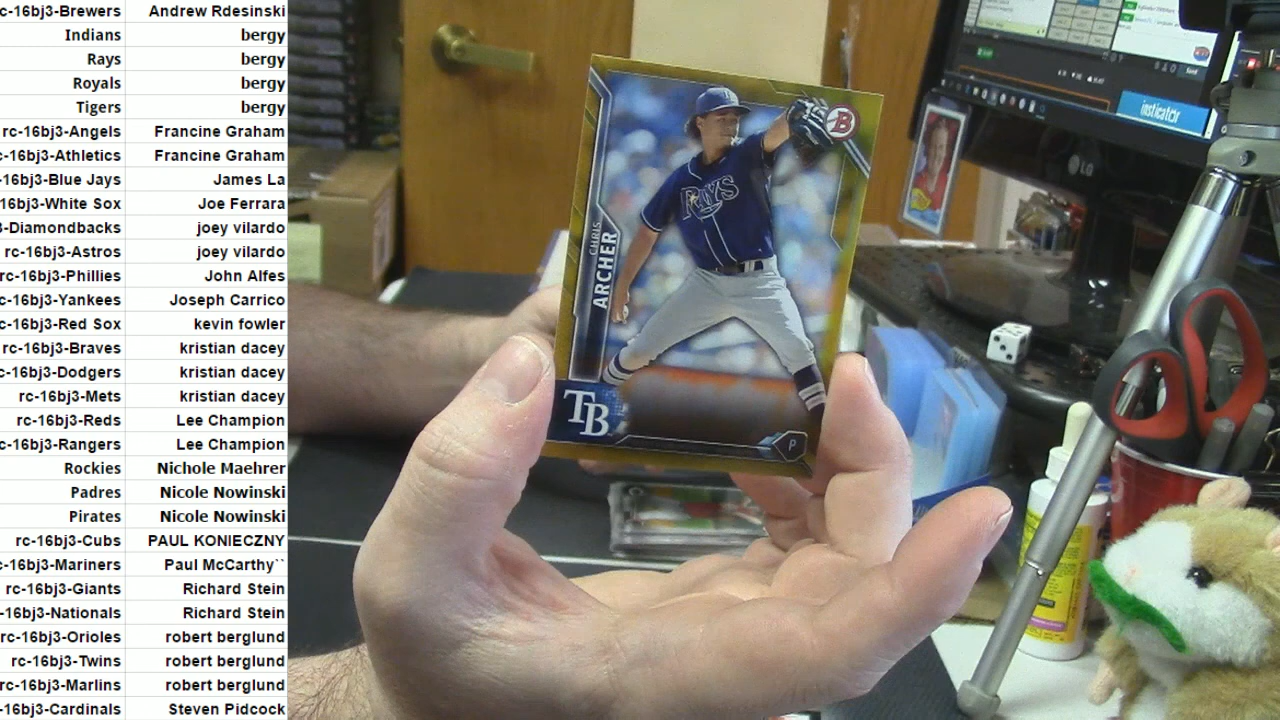 c-16bj3-Brewers Andrew Rdesinski
Indians bergy
Rays bergy
Royals bergy
Tigers bergy
rc-16bj3-Angels Francine Graham
c-16bj3-Athletics Francine Graham
-16bj3-Blue Jays James La
16bj3-White Sox Joe Ferrara
3-Diamondbacks joey vilardo
rc-16bj3-Astros joey vilardo
rc-16bj3-Phillies John Alfes
c-16bj3-Yankees Joseph Carrico
c-16bj3-Red Sox kevin fowler
rc-16bj3-Braves kristian dacey
c-16bj3-Dodgers kristian dacey
rc-16bj3-Mets kristian dacey
rc-16bj3-Reds Lee Champion
c-16bj3-Rangers Lee Champion
Rockies Nichole Maehrer
Padres Nicole Nowinski
Pirates Nicole Nowinski
rc-16bj3-Cubs PAUL KONIECZNY
c-16bj3-Mariners Paul McCarthy``
rc-16bj3-Giants Richard Stein
-16bj3-Nationals Richard Stein
rc-16bj3-Orioles robert berglund
rc-16bj3-Twins robert berglund
rc-16bj3-Marlins robert berglund
-16bj3-Cardinals Steven Pidcock
B
RAYS
CHRIS
ARCHER
TB
P
insticator
LG